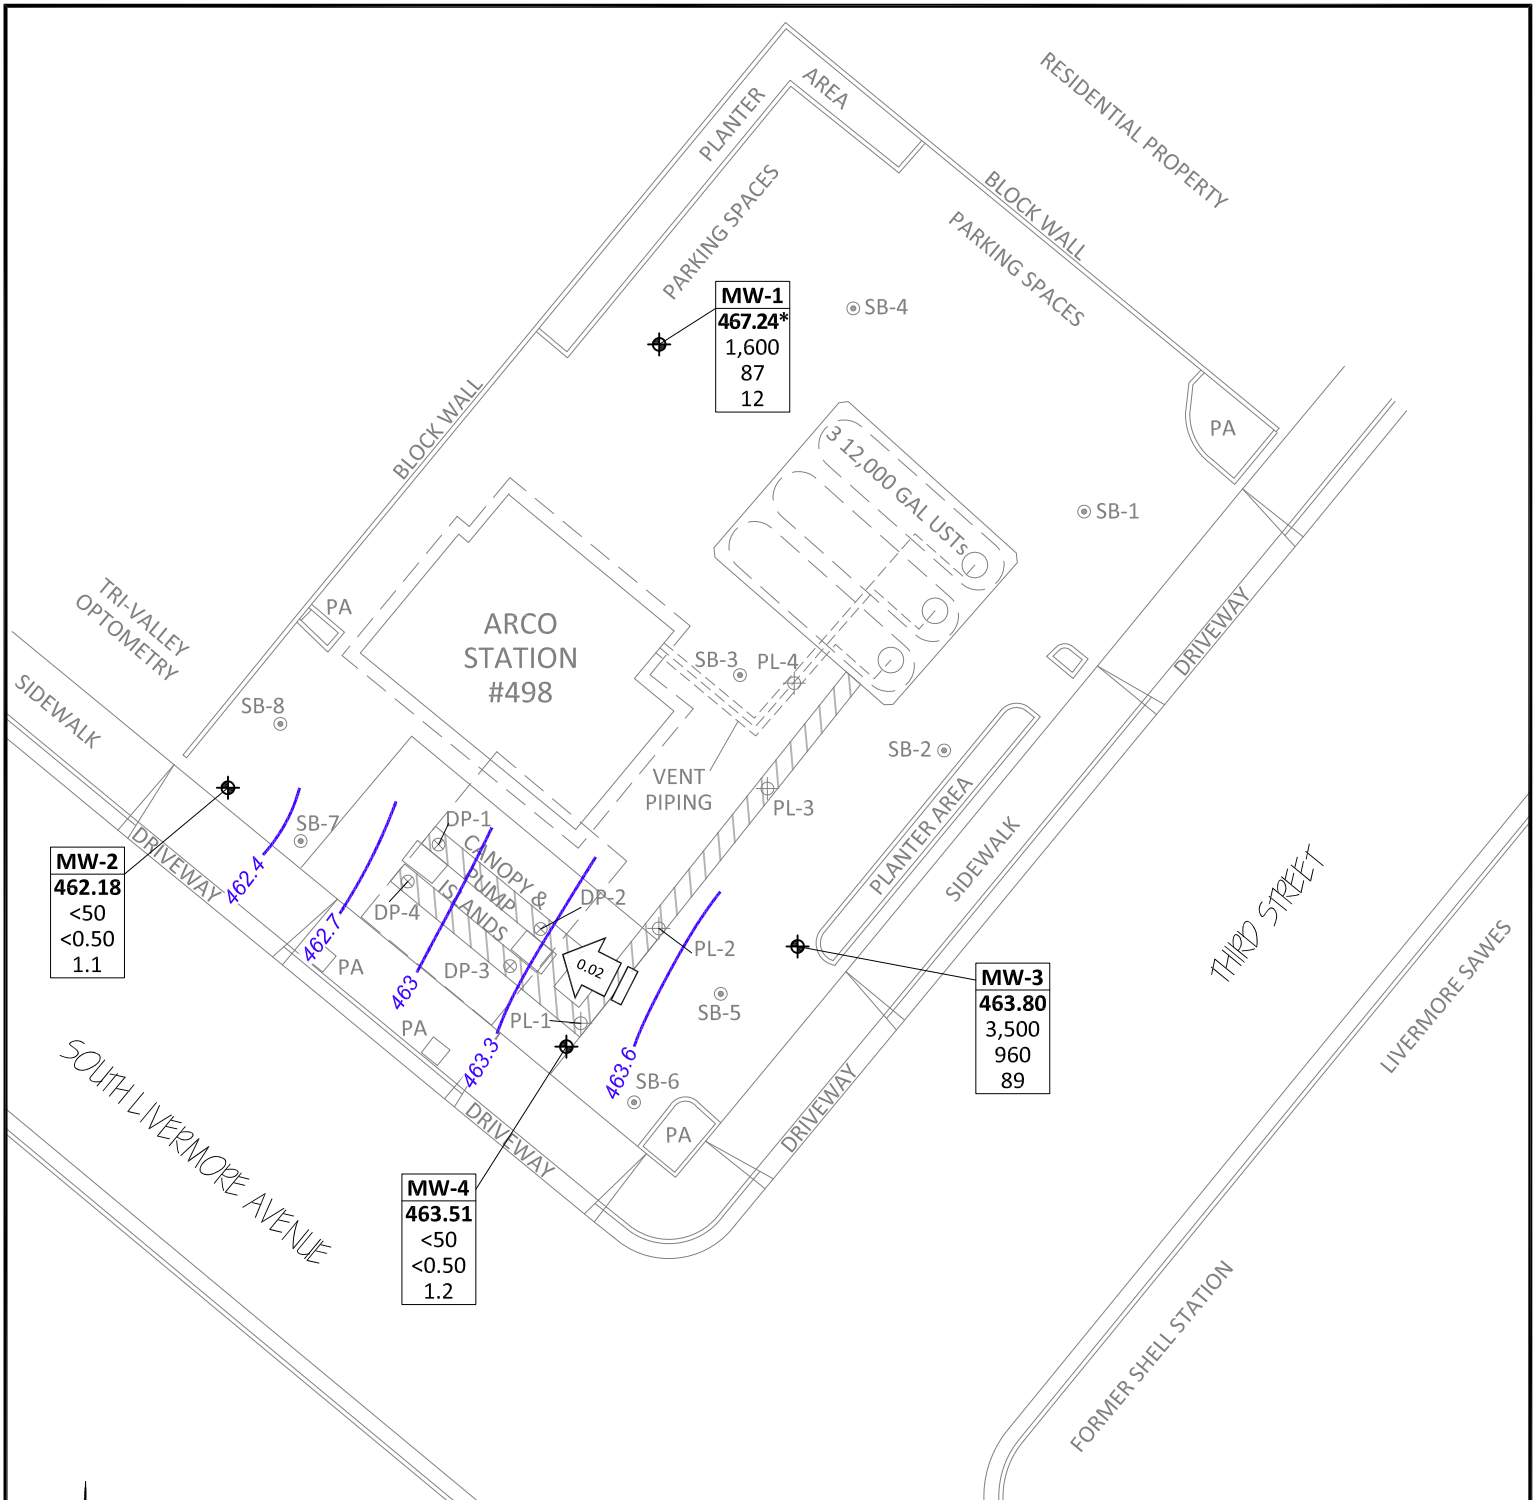 RESIDENTIAL PROPERTY
PLANTER
AREA
BLOCK WALL
PARKING SPACES
PARKING SPACES
MW-1
467.24*
1,600
87
12
SB-4
BLOCK WALL
PA
3 12,000 GAL USTs
SB-1
TRI-VALLEY
OPTOMETRY
PA
ARCO
STATION
#498
SB-3
PL-4
DRIVEWAY
SIDEWALK
SB-8
SB-2
VENT
PIPING
PL-3
PLANTER AREA
SIDEWALK
MW-2
462.18
<50
<0.50
1.1
DRIVEWAY
SB-7
462.4
DP-1
CANOPY &
PUMP
ISLANDS
DP-4
DP-2
462.7
PA
DP-3
463
0.02
PL-2
SB-5
PL-1
PA
463.3
463.6
SB-6
PA
MW-3
463.80
3,500
960
89
THIRD STREET
LIVERMORE SAWES
DRIVEWAY
DRIVEWAY
SOUTH LIVERMORE AVENUE
MW-4
463.51
<50
<0.50
1.2
FORMER SHELL STATION